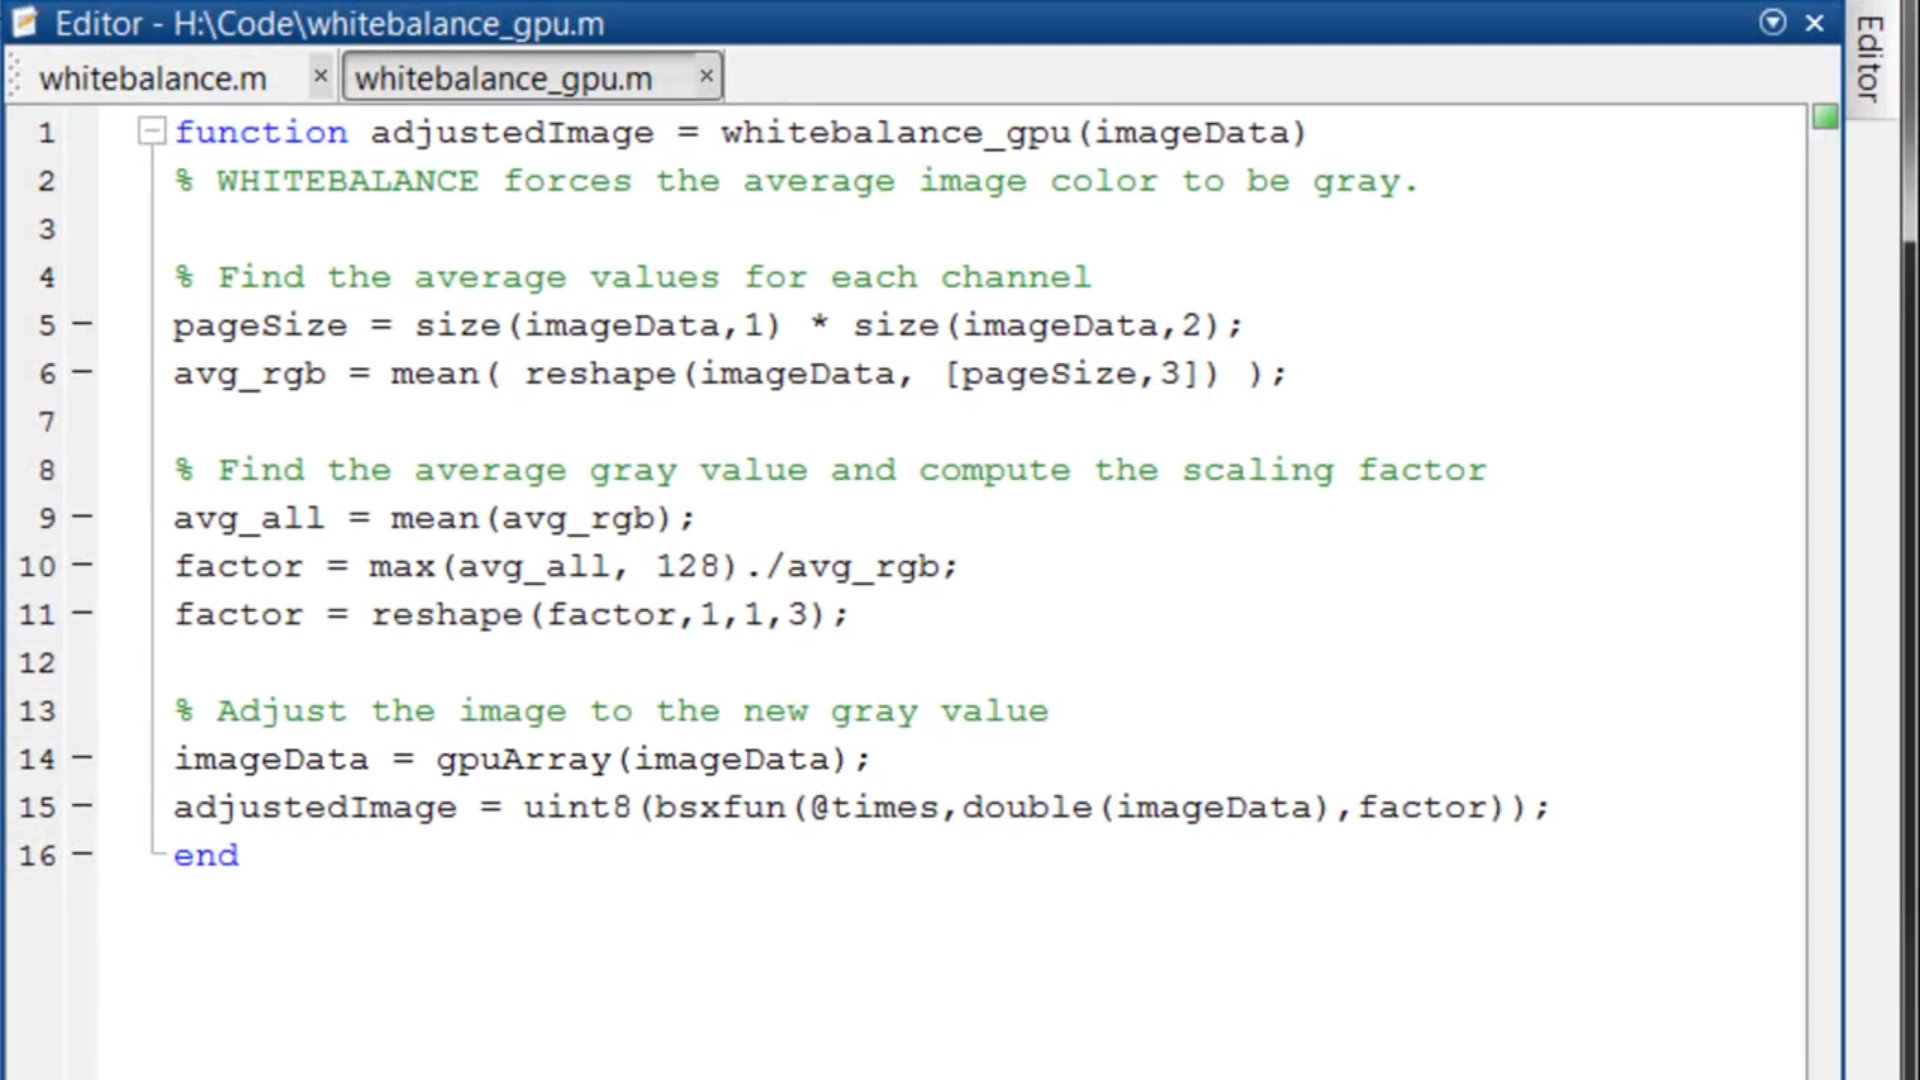 Editor - H:\Code\whitebalance_gpu.m
Editor
whitebalance.m × whitebalance_gpu.m ×
1 function adjustedImage = whitebalance_gpu(imageData)
2 % WHITEBALANCE forces the average image color to be gray.
3
4 % Find the average values for each channel
5 – pageSize = size(imageData,1) * size(imageData,2);
6 – avg_rgb = mean( reshape(imageData, [pageSize,3]) );
7
8 % Find the average gray value and compute the scaling factor
9 – avg_all = mean(avg_rgb);
10 – factor = max(avg_all, 128)./avg_rgb;
11 – factor = reshape(factor,1,1,3);
12
13 % Adjust the image to the new gray value
14 – imageData = gpuArray(imageData);
15 – adjustedImage = uint8(bsxfun(@times,double(imageData),factor));
16 – end